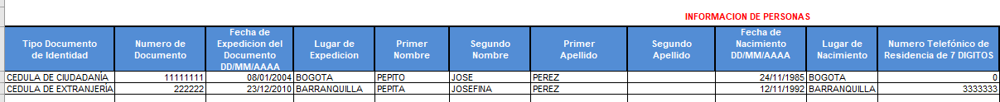 INFORMACION DE PERSONAS
Tipo Documento de Identidad Numero de Documento Fecha de Expedicion del Documento DD/MM/AAAA Lugar de Expedicion Primer Nombre Segundo Nombre Primer Apellido Segundo Apellido Fecha de Nacimiento DD/MM/AAAA Lugar de Nacimiento Numero Telefónico de Residencia de 7 DIGITOS
CEDULA DE CIUDADANÍA 11111111 08/01/2004 BOGOTA PEPITO JOSE PEREZ 24/11/1985 BOGOTA 0
CEDULA DE EXTRANJERÍA 222222 23/12/2010 BARRANQUILLA PEPITA JOSEFINA PEREZ 12/11/1992 BARRANQUILLA 3333333